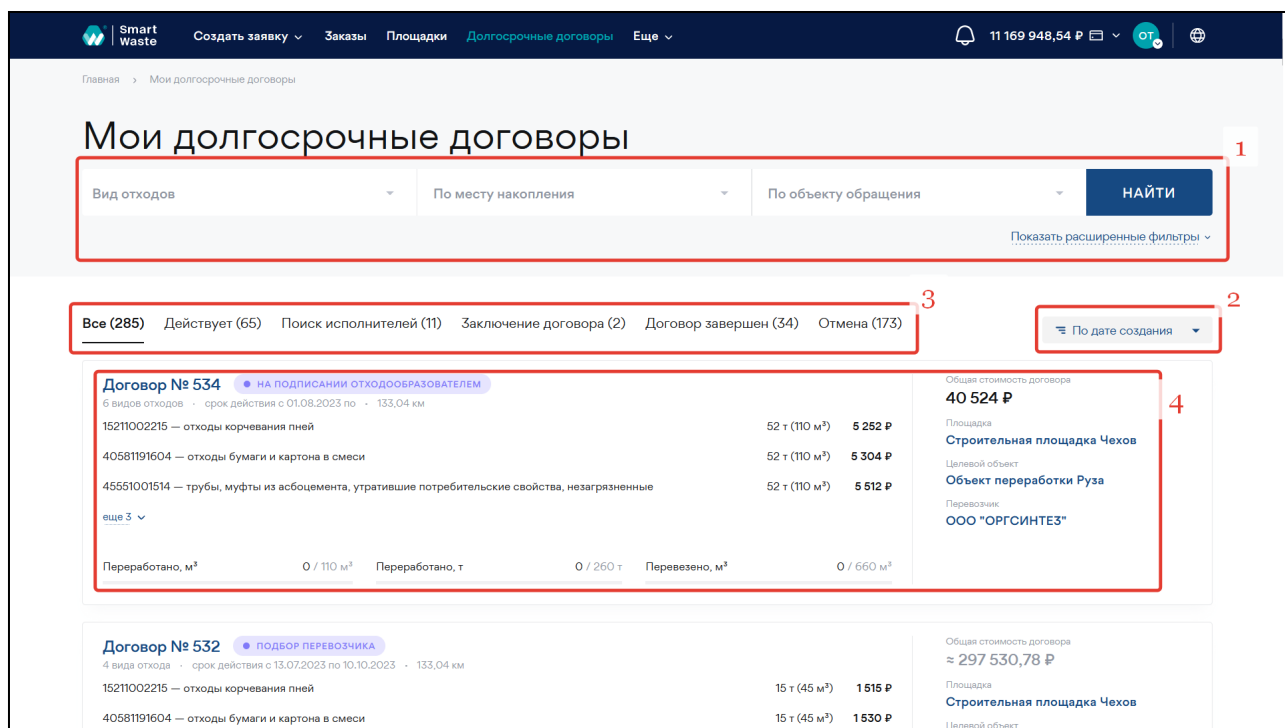 Smart
Waste
Создать заявку Заказы Площадки Долгосрочные договоры Еще 11 169 948,54 ₽ ОТ
Главная > Мои долгосрочные договоры
Мои долгосрочные договоры
1
Вид отходов По месту накопления По объекту обращения НАЙТИ
Показать расширенные фильтры
3
2
Все (285) Действует (65) Поиск исполнителей (11) Заключение договора (2) Договор завершен (34) Отмена (173)
По дате создания
Договор № 534 НА ПОДПИСАНИИ ОТХОДООБРАЗОВАТЕЛЕМ
6 видов отходов · срок действия с 01.08.2023 по · 133,04 км
15211002215 — отходы корчевания пней 52 т (110 м³) 5 252 ₽
40581191604 — отходы бумаги и картона в смеси 52 т (110 м³) 5 304 ₽
45551001514 — трубы, муфты из асбоцемента, утратившие потребительские свойства, незагрязненные 52 т (110 м³) 5 512 ₽
еще 3
Переработано, м³ 0 / 110 м³ Переработано, т 0 / 260 т Перевезено, м³ 0 / 660 м³
Общая стоимость договора
40 524 ₽
4
Площадка
Строительная площадка Чехов
Целевой объект
Объект переработки Руза
Перевозчик
ООО "ОРГСИНТЕЗ"
Договор № 532 ПОДБОР ПЕРЕВОЗЧИКА
4 вида отхода · срок действия с 13.07.2023 по 10.10.2023 · 133,04 км
15211002215 — отходы корчевания пней 15 т (45 м³) 1 515 ₽
40581191604 — отходы бумаги и картона в смеси 15 т (45 м³) 1 530 ₽
Общая стоимость договора
≈ 297 530,78 ₽
Площадка
Строительная площадка Чехов
Целевой объект